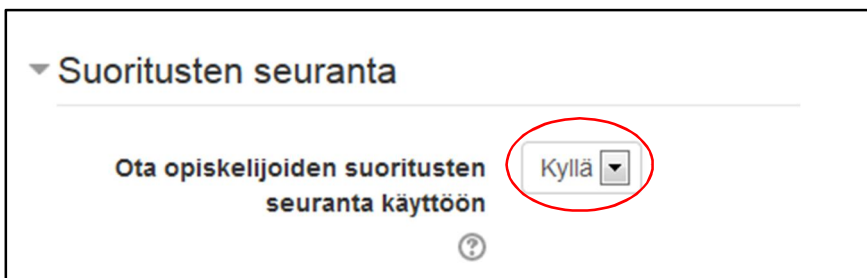 Suoritusten seuranta
Ota opiskelijoiden suoritusten
Kyllä
seuranta käyttöön